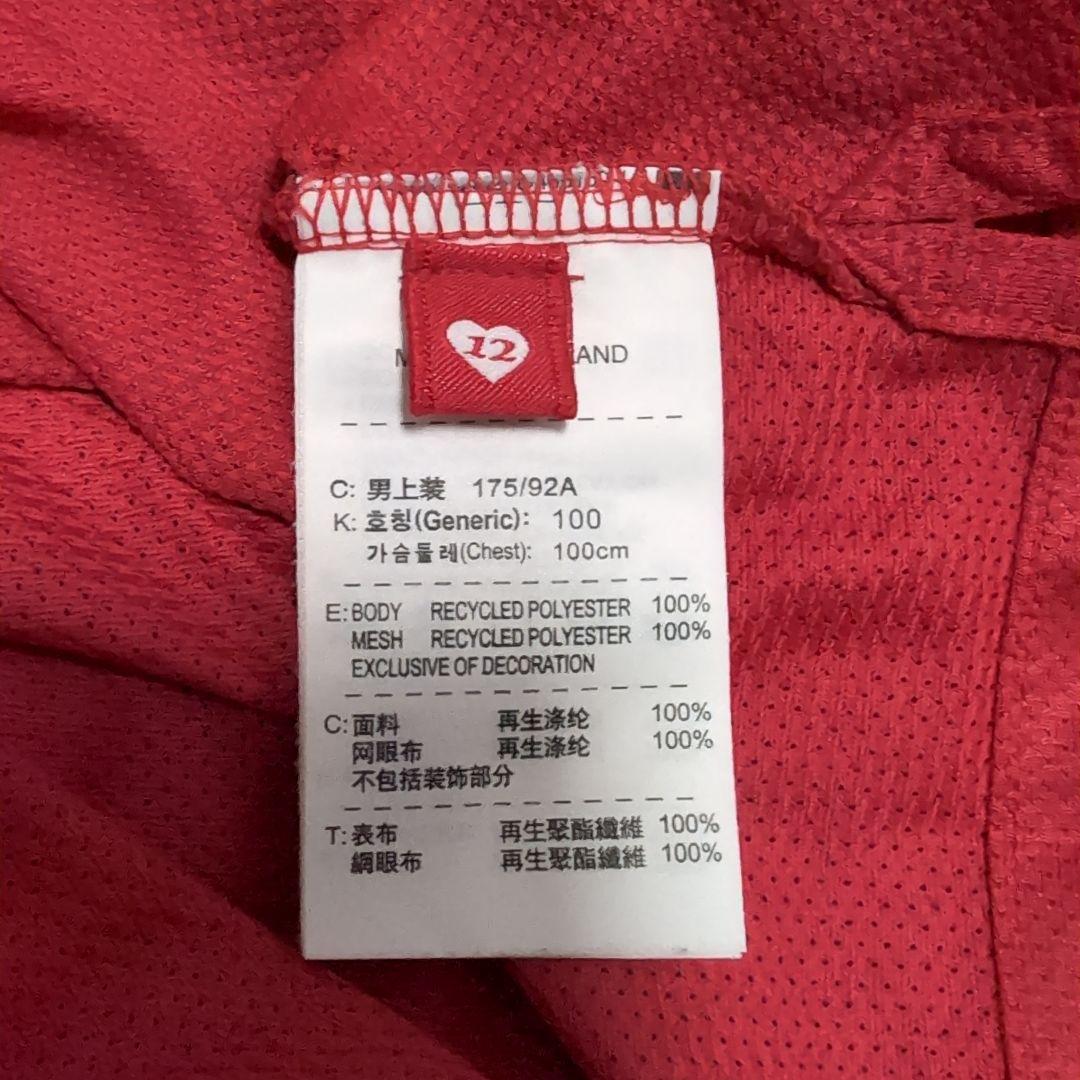 12
AND
C: 男上装 175/92A
K: 호칭(Generic): 100
가슴둘레(Chest): 100cm
E: BODY RECYCLED POLYESTER 100%
MESH RECYCLED POLYESTER 100%
EXCLUSIVE OF DECORATION
C: 面料 再生涤纶 100%
网眼布 再生涤纶 100%
不包括装饰部分
T: 表布 再生聚酯纖維 100%
網眼布 再生聚酯纖維 100%